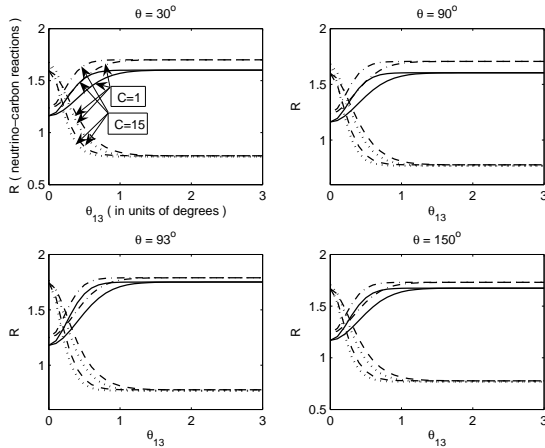 θ = 30°
2
1.5
1
0.5
0 1 2 3
R ( neutrino−carbon reactions )
θ13 ( in units of degrees )
C=1
C=15
θ = 90°
2
1.5
1
0 1 2 3
R
θ13
θ = 93°
2
1.5
1
0 1 2 3
R
θ13
θ = 150°
2
1.5
1
0.5
0 1 2 3
R
θ13